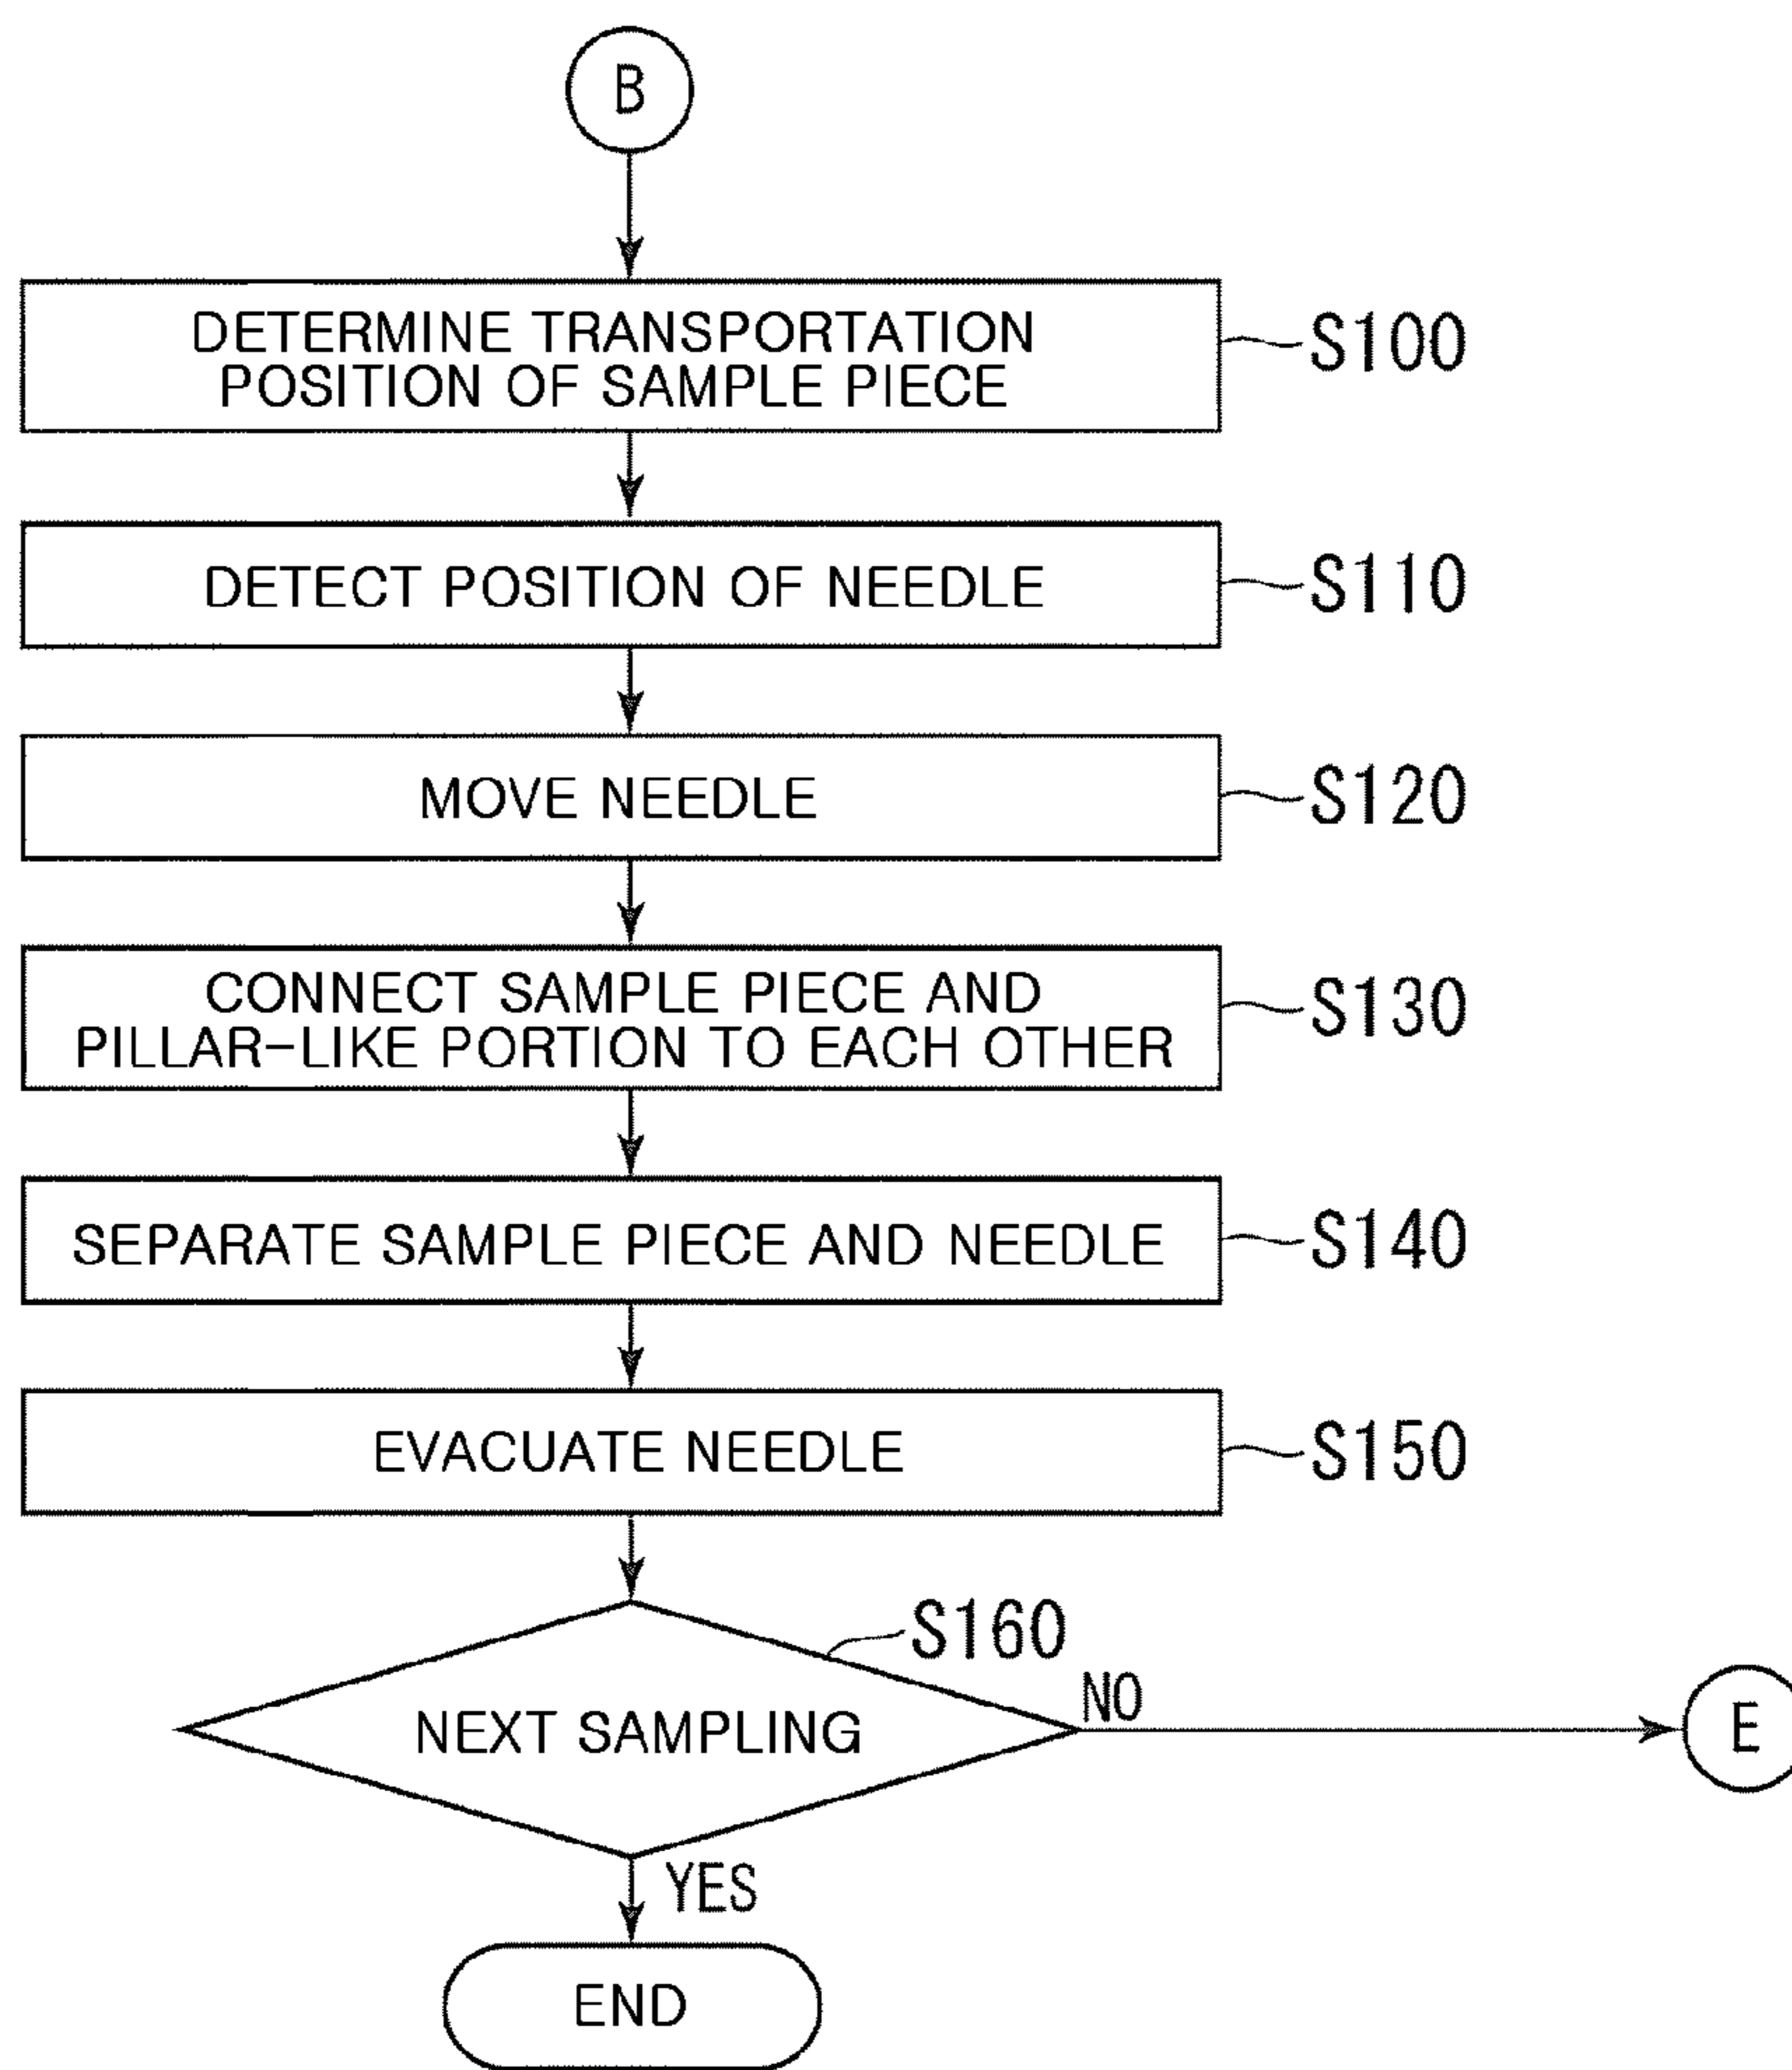 B
DETERMINE TRANSPORTATION
POSITION OF SAMPLE PIECE
S100
DETECT POSITION OF NEEDLE
S110
MOVE NEEDLE
S120
CONNECT SAMPLE PIECE AND
PILLAR-LIKE PORTION TO EACH OTHER
S130
SEPARATE SAMPLE PIECE AND NEEDLE
S140
EVACUATE NEEDLE
S150
S160
NEXT SAMPLING
NO
E
YES
END